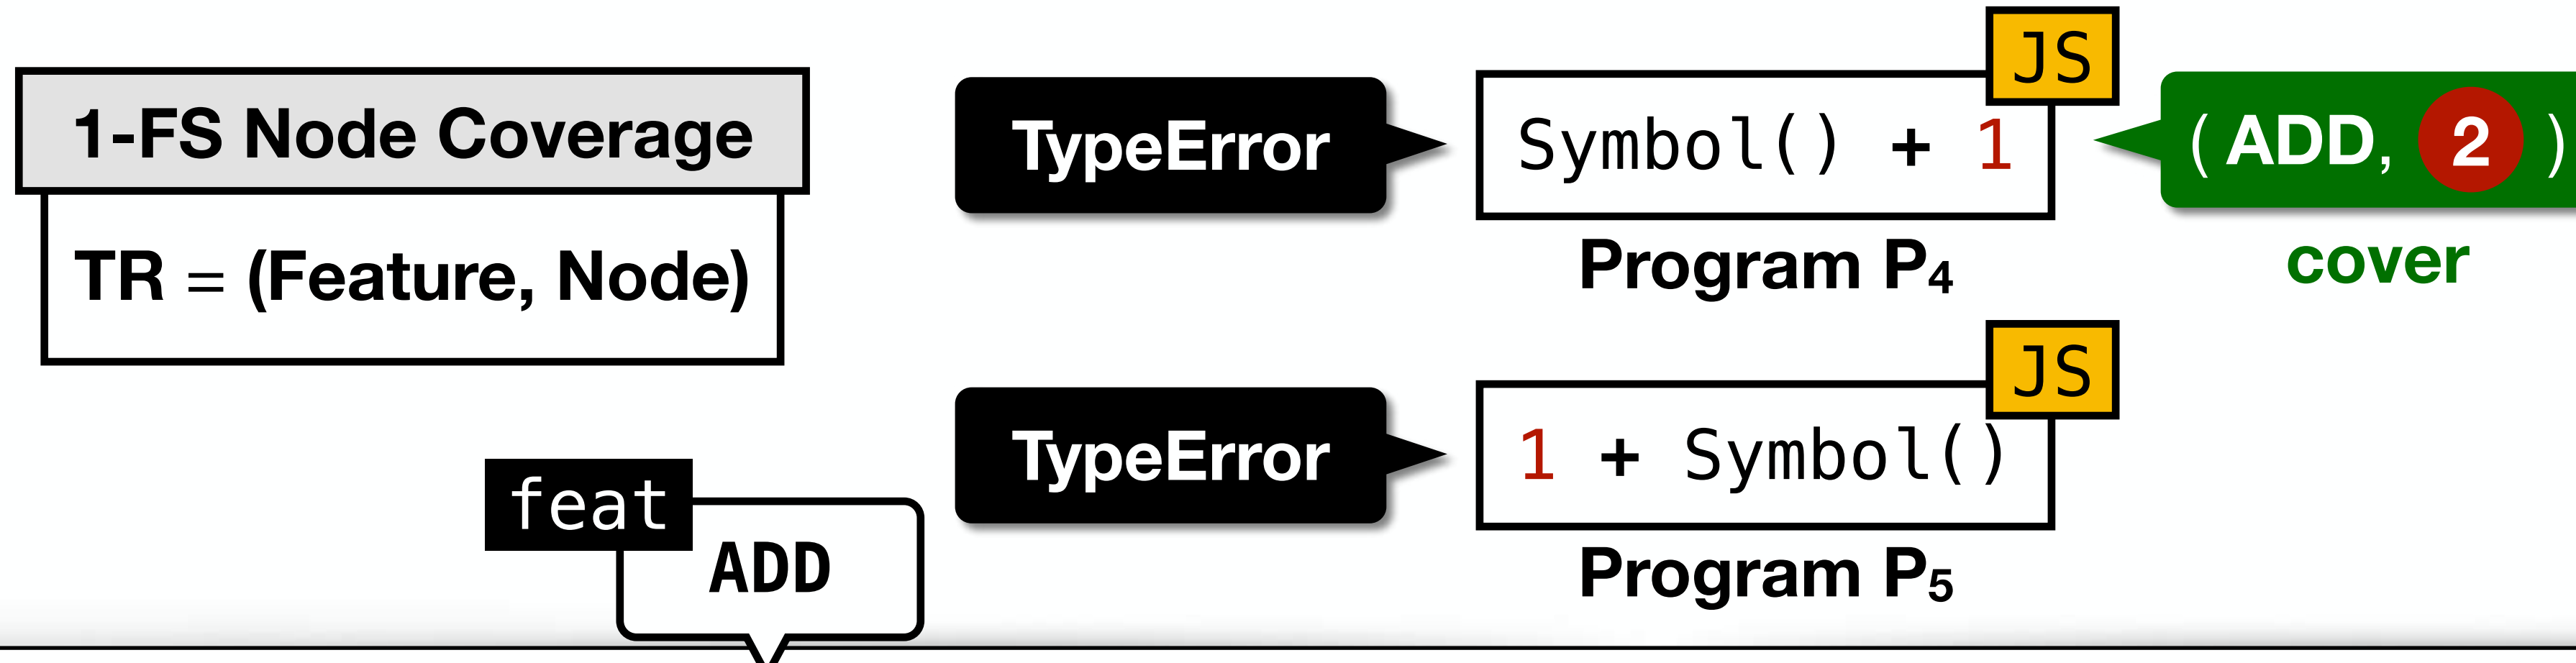 1-FS Node Coverage
TR = (Feature, Node)
TypeError
JS
Symbol() + 1
(ADD, 2)
Program P₄
cover
TypeError
JS
1 + Symbol()
Program P₅
feat
ADD